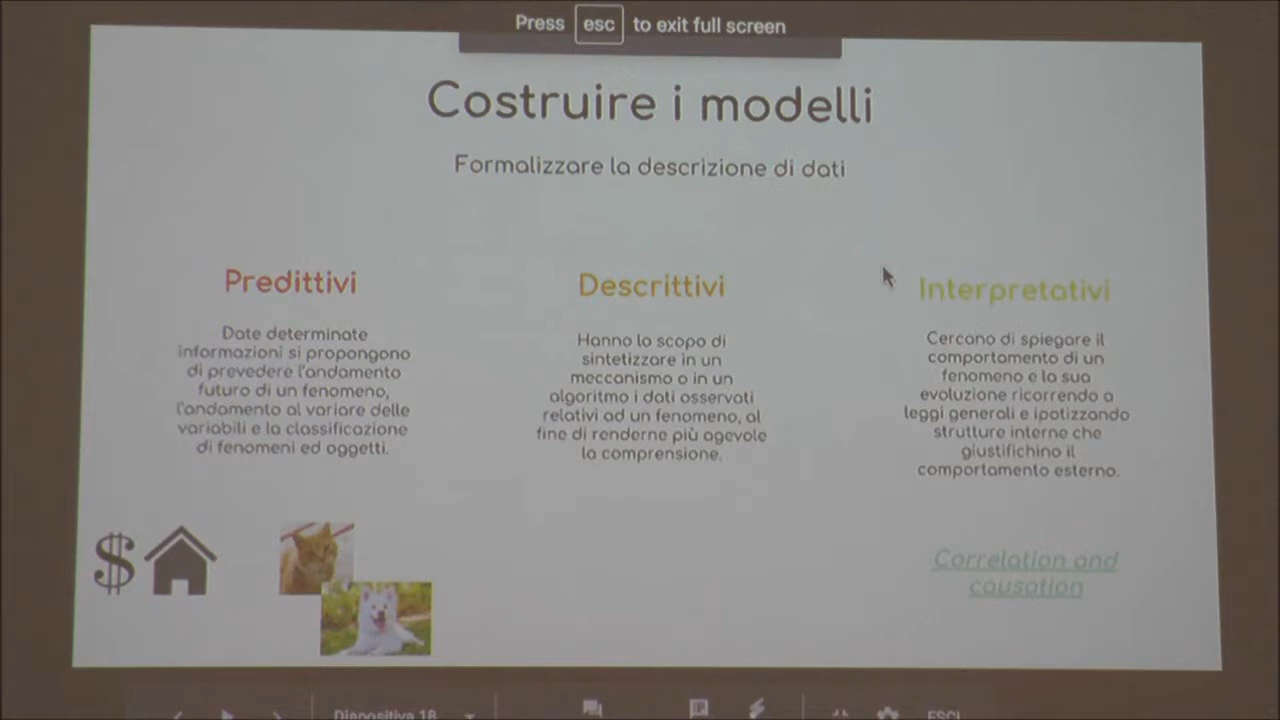 Press esc to exit full screen
Costruire i modelli
Formalizzare la descrizione di dati
Predittivi
Date determinate
informazioni si propongono
di prevedere l'andamento
futuro di un fenomeno,
l'andamento al variare delle
variabili e la classificazione
di fenomeni ed oggetti.
Descrittivi
Hanno lo scopo di
sintetizzare in un
meccanismo o in un
algoritmo i dati osservati
relativi ad un fenomeno, al
fine di renderne più agevole
la comprensione.
Interpretativi
Cercano di spiegare il
comportamento di un
fenomeno e la sua
evoluzione ricorrendo a
leggi generali e ipotizzando
strutture interne che
giustifichino il
comportamento esterno.
$
Correlation and
causation
Diapositiva 18
ESCI